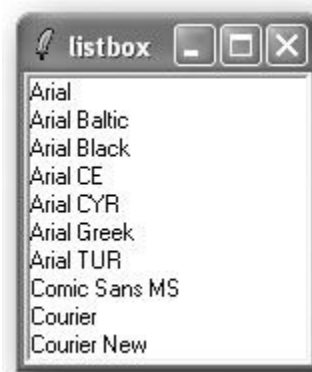 listbox
Arial
Arial Baltic
Arial Black
Arial CE
Arial CYR
Arial Greek
Arial TUR
Comic Sans MS
Courier
Courier New